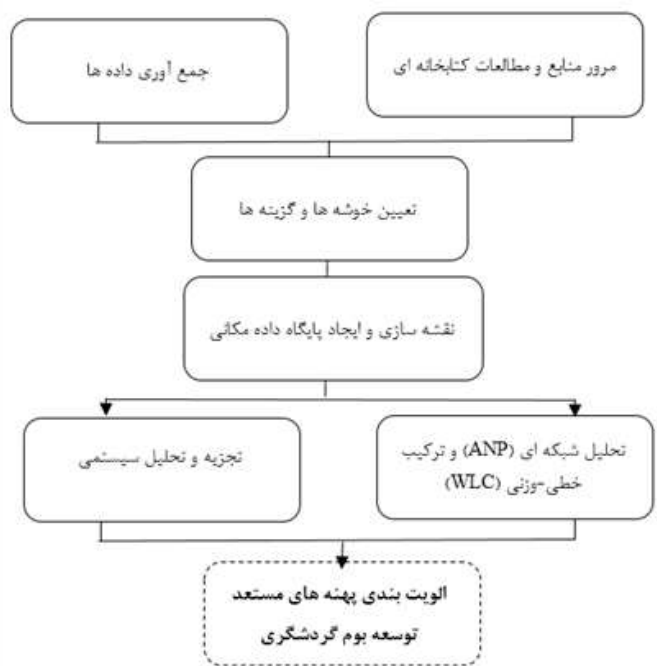 مرور منابع و مطالعات کتابخانه ای
جمع آوری داده ها
تعیین خوشه ها و گزینه ها
نقشه سازی و ایجاد پایگاه داده مکانی
تحلیل شبکه ای (ANP) و ترکیب
خطی-وزنی (WLC)
تجزیه و تحلیل سیستمی
الویت بندی پهنه های مستعد
توسعه بوم گردشگری